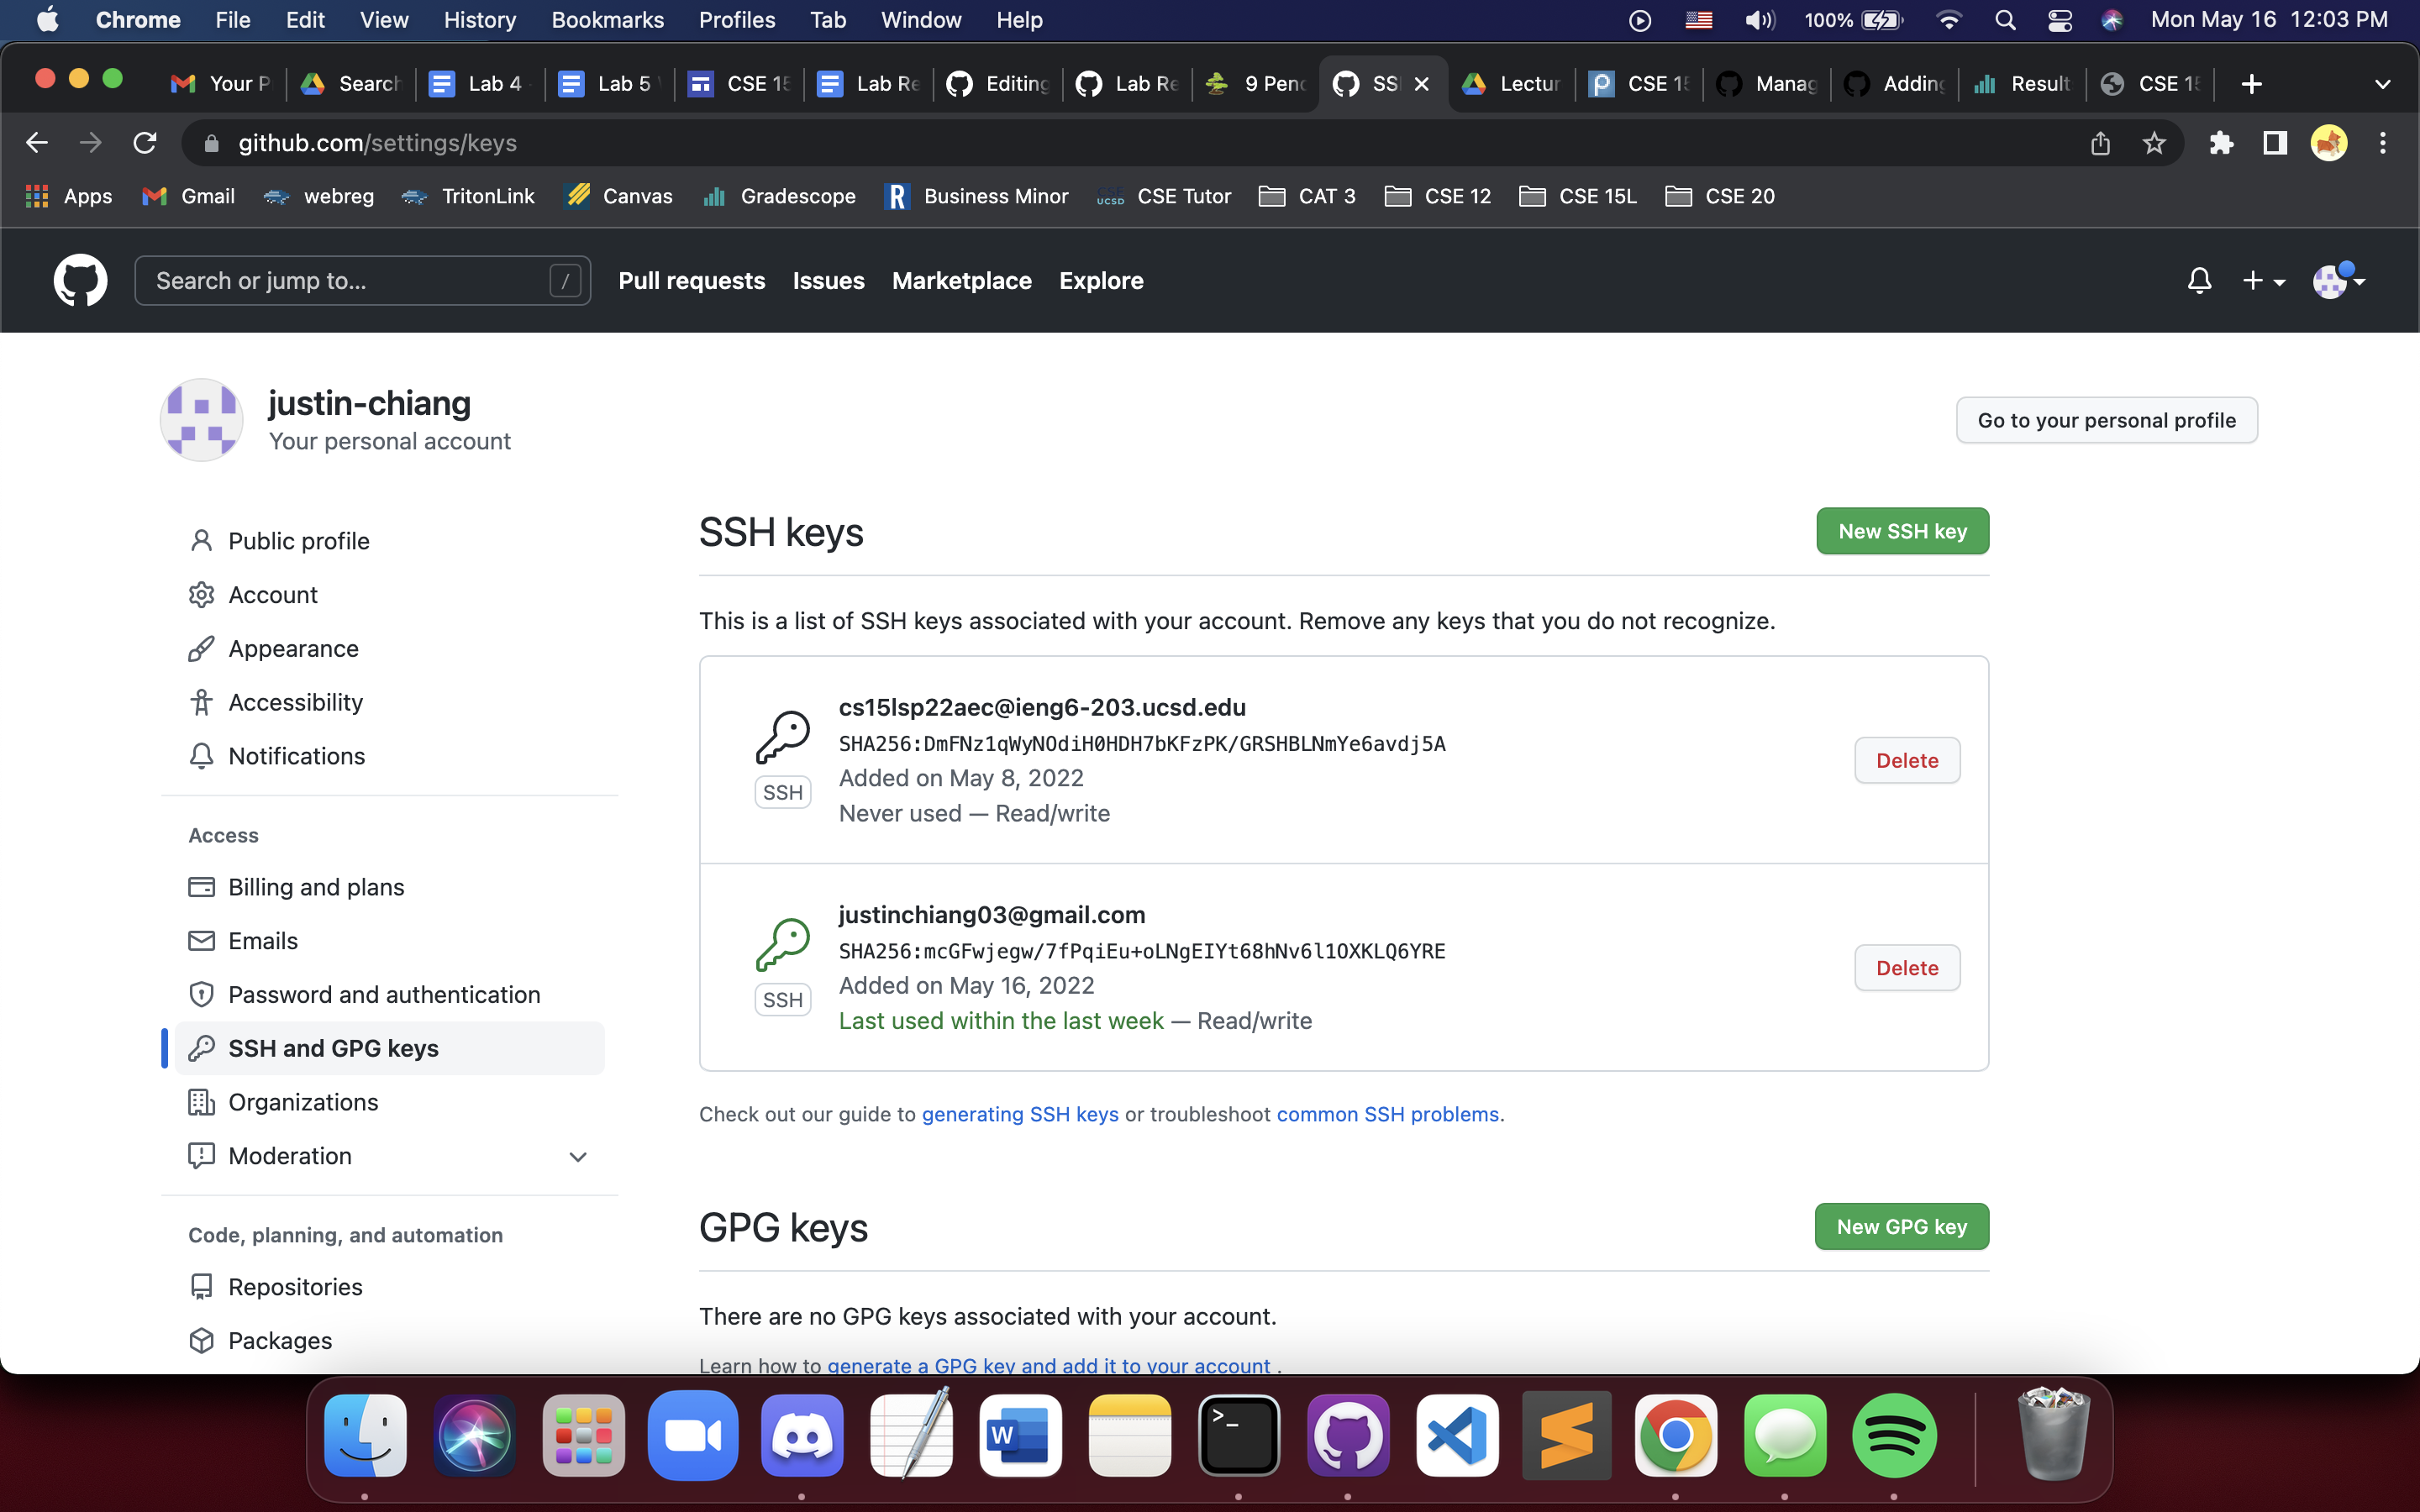 Chrome File Edit View History Bookmarks Profiles Tab Window Help 100% Mon May 16 12:03 PM
Your P Search Lab 4 Lab 5 CSE 15 Lab Re Editing Lab Re 9 Penc SS Lectur CSE 15 Manag Adding Result CSE 15
github.com/settings/keys
Apps Gmail webreg TritonLink Canvas Gradescope Business Minor CSE UCSD CSE Tutor CAT 3 CSE 12 CSE 15L CSE 20
Search or jump to... / Pull requests Issues Marketplace Explore
justin-chiang
Your personal account
Go to your personal profile
Public profile
Account
Appearance
Accessibility
Notifications
Access
Billing and plans
Emails
Password and authentication
SSH and GPG keys
Organizations
Moderation
Code, planning, and automation
Repositories
Packages
SSH keys
New SSH key
This is a list of SSH keys associated with your account. Remove any keys that you do not recognize.
cs15lsp22aec@ieng6-203.ucsd.edu
SHA256:DmFNz1qWyNOdiH0HDH7bKFzPK/GRSHBLNmYe6avdj5A
Added on May 8, 2022
Never used — Read/write
SSH
Delete
justinchiang03@gmail.com
SHA256:mcGFwjegw/7fPqiEu+oLNgEIYt68hNv6l1OXKLQ6YRE
Added on May 16, 2022
Last used within the last week — Read/write
SSH
Delete
Check out our guide to generating SSH keys or troubleshoot common SSH problems.
GPG keys
New GPG key
There are no GPG keys associated with your account.
Learn how to generate a GPG key and add it to your account .